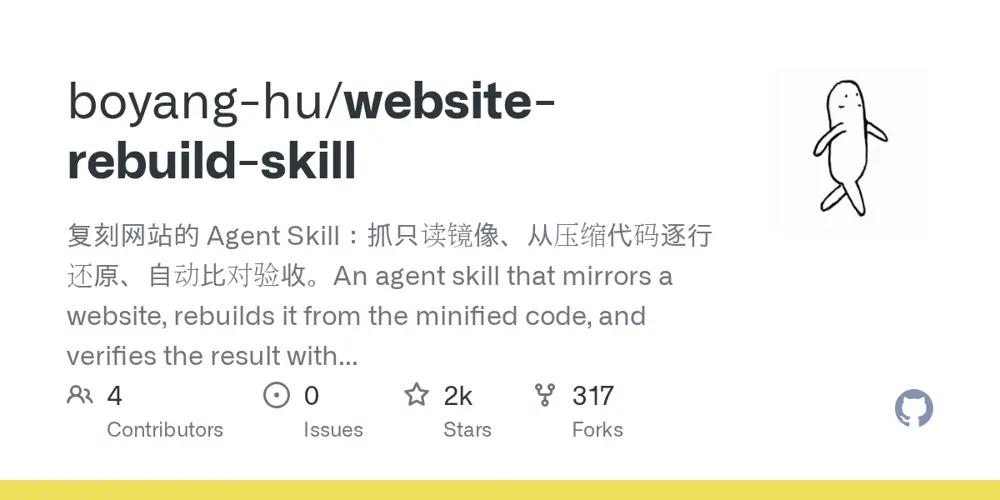 boyang-hu/website-
rebuild-skill
复刻网站的 Agent Skill：抓只读镜像、从压缩代码逐行
还原、自动比对验收。An agent skill that mirrors a
website, rebuilds it from the minified code, and
verifies the result with...
4 0 2k 317
Contributors Issues Stars Forks